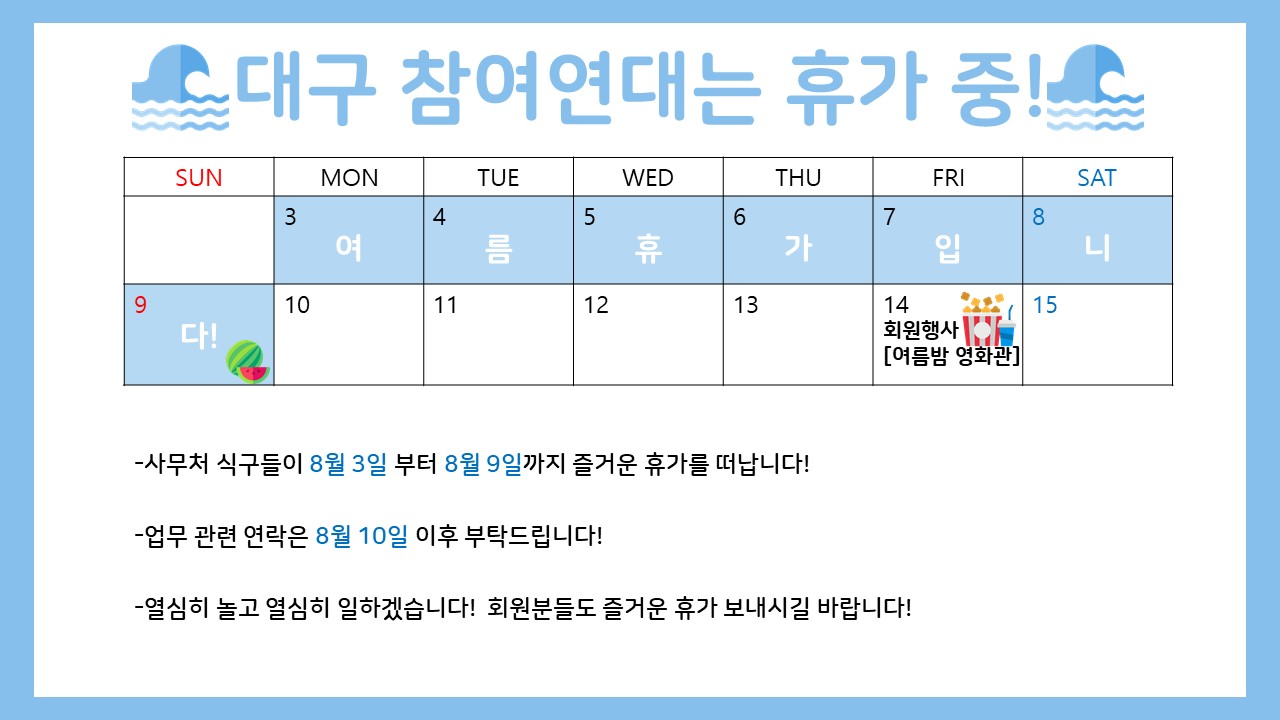 대구 참여연대는 휴가 중!
SUN MON TUE WED THU FRI SAT
3 4 5 6 7 8
여 름 휴 가 입 니
9 10 11 12 13 14 15
다! 회원행사
[여름밤 영화관]
-사무처 식구들이 8월 3일 부터 8월 9일까지 즐거운 휴가를 떠납니다!
-업무 관련 연락은 8월 10일 이후 부탁드립니다!
-열심히 놀고 열심히 일하겠습니다! 회원분들도 즐거운 휴가 보내시길 바랍니다!